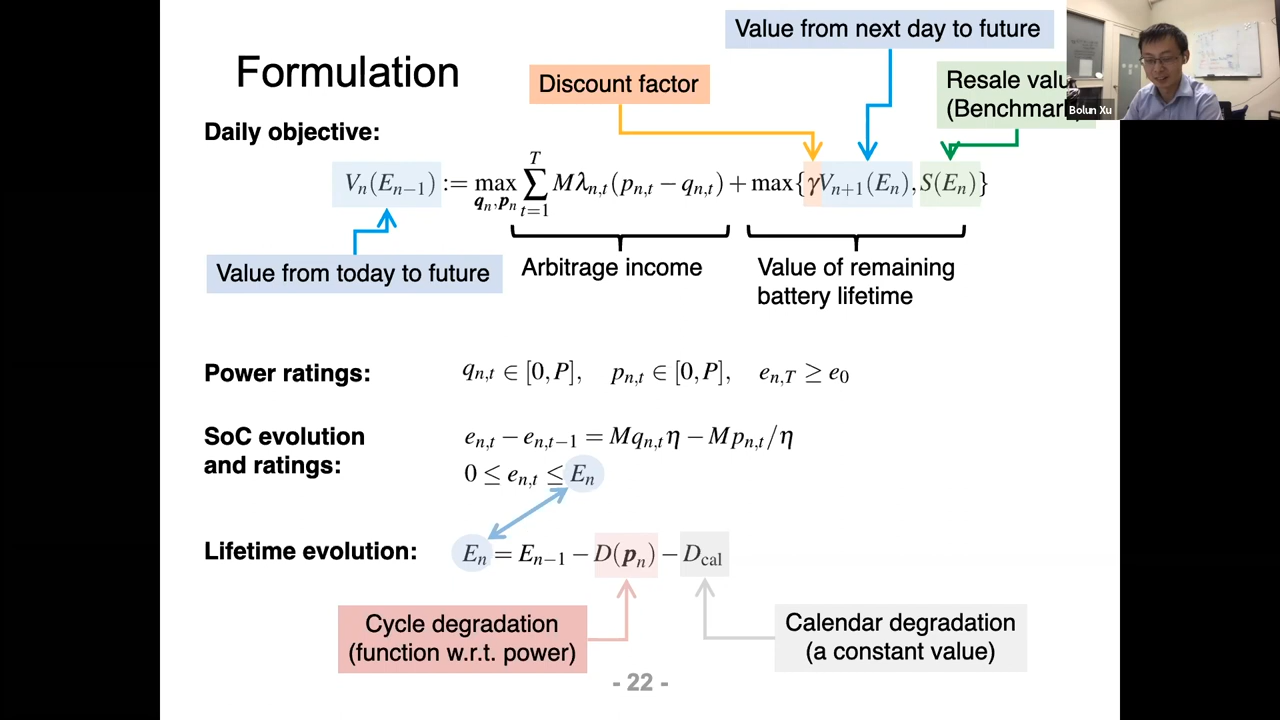 Formulation
Value from next day to future
Discount factor
Resale valu
(Benchmark
Bolun Xu
Daily objective:
V_n(E_{n−1}) := max_{q_n,p_n} ∑_{t=1}^{T} Mλ_{n,t}(p_{n,t} − q_{n,t}) + max{γV_{n+1}(E_n), S(E_n)}
Value from today to future
Arbitrage income
Value of remaining
battery lifetime
Power ratings:
q_{n,t} ∈ [0,P], p_{n,t} ∈ [0,P], e_{n,T} ≥ e_0
SoC evolution
and ratings:
e_{n,t} − e_{n,t−1} = Mq_{n,t}η − Mp_{n,t}/η
0 ≤ e_{n,t} ≤ E_n
Lifetime evolution:
E_n = E_{n−1} − D(p_n) − D_cal
Cycle degradation
(function w.r.t. power)
Calendar degradation
(a constant value)
- 22 -